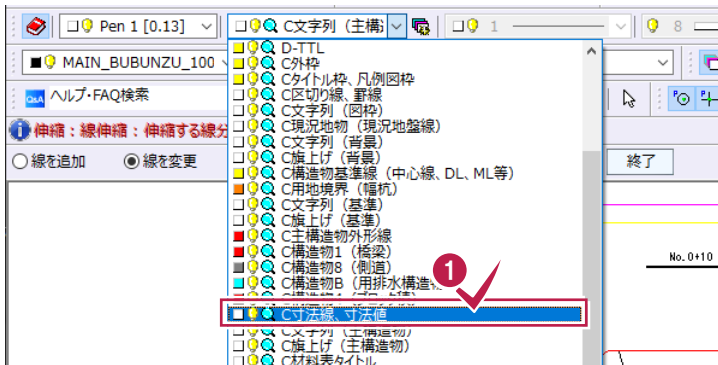 Pen 1 [0.13]
C文字列（主構
1
8
MAIN_BUBUNZU_100
Q&A ヘルプ・FAQ検索
伸縮：線伸縮：伸縮する線分
線を追加
線を変更
終了
D-TTL
C外枠
Cタイトル枠、凡例図枠
C区切り線、罫線
C文字列（図枠）
C現況地物（現況地盤線）
C文字列（背景）
C旗上げ（背景）
C構造物基準線（中心線、DL、ML等）
C用地境界（幅杭）
C文字列（基準）
C旗上げ（基準）
C主構造物外形線
C構造物1（橋梁）
C構造物8（側道）
C構造物B（用排水構造
1
C寸法線、寸法値
C文字列（主構造物）
C旗上げ（主構造物）
C材料表タイトル
No.0+10